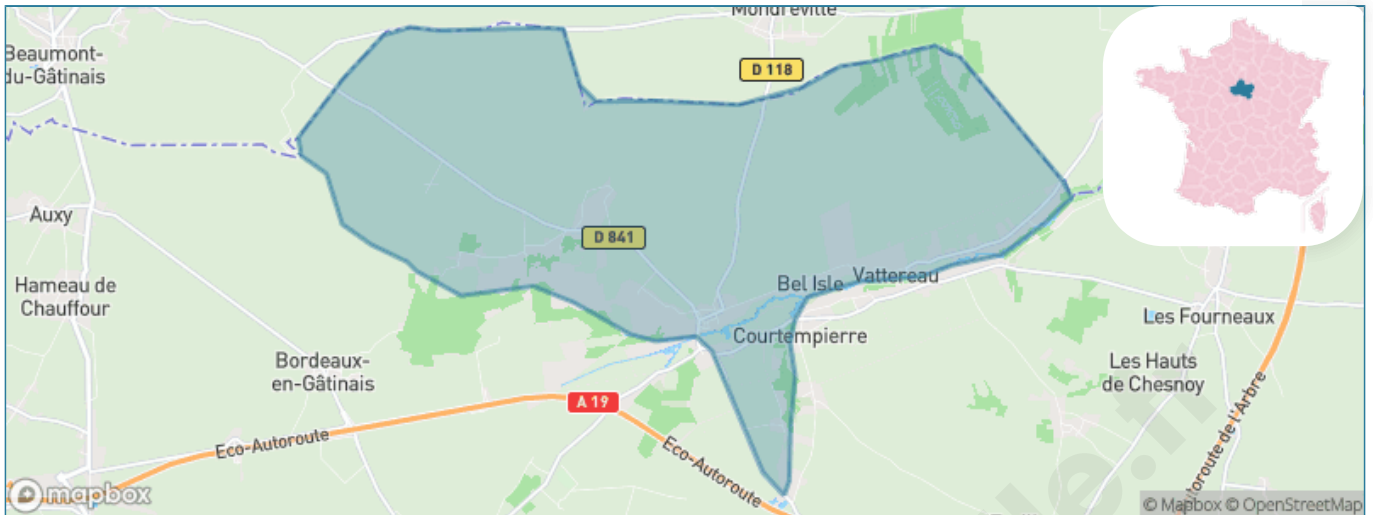 Mondreville
Beaumont-
du-Gâtinais
D 118
Auxy
D 841
Hameau de
Chauffour
Bel Isle
Vattereau
Courtempierre
Les Fourneaux
Bordeaux-
en-Gâtinais
Les Hauts
de Chesnoy
A 19
Eco-Autoroute
Eco-Autoroute
Autoroute de l'Arbre
mapbox
© Mapbox © OpenStreetMap